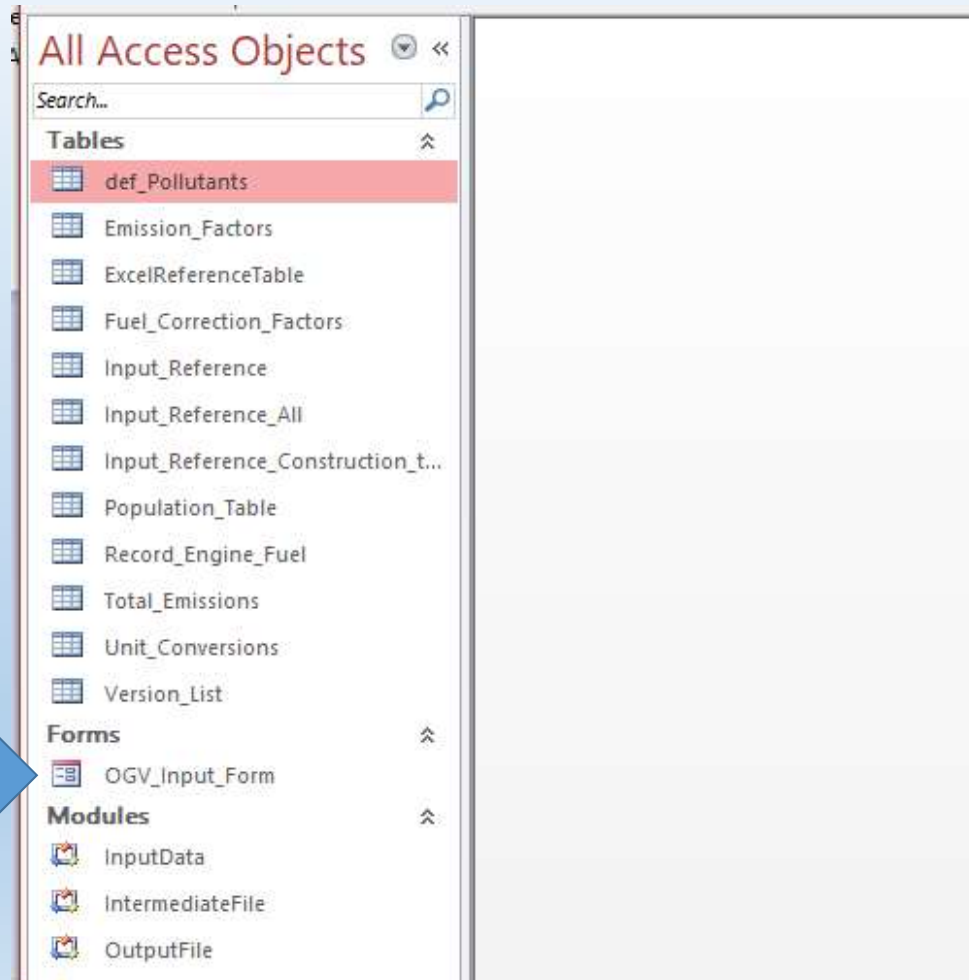 All Access Objects
Search...
Tables
def_Pollutants
Emission_Factors
ExcelReferenceTable
Fuel_Correction_Factors
Input_Reference
Input_Reference_All
Input_Reference_Construction_t...
Population_Table
Record_Engine_Fuel
Total_Emissions
Unit_Conversions
Version_List
Forms
OGV_Input_Form
Modules
InputData
IntermediateFile
OutputFile